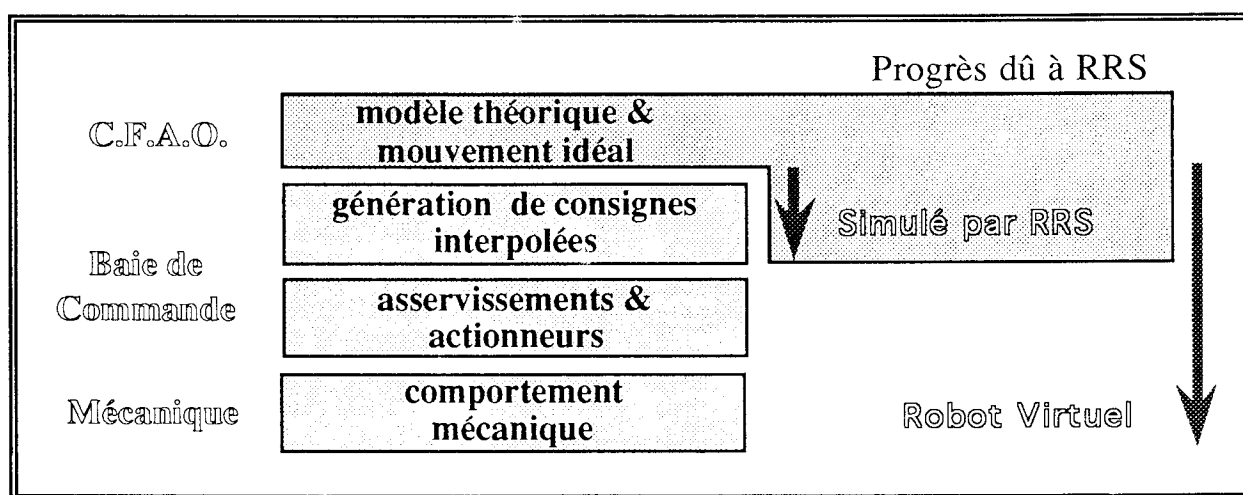 Progrès dû à RRS
C.F.A.O.
modèle théorique &
mouvement idéal
génération de consignes
interpolées
Simulé par RRS
Baie de
Commande
asservissements &
actionneurs
Mécanique
comportement
mécanique
Robot Virtuel